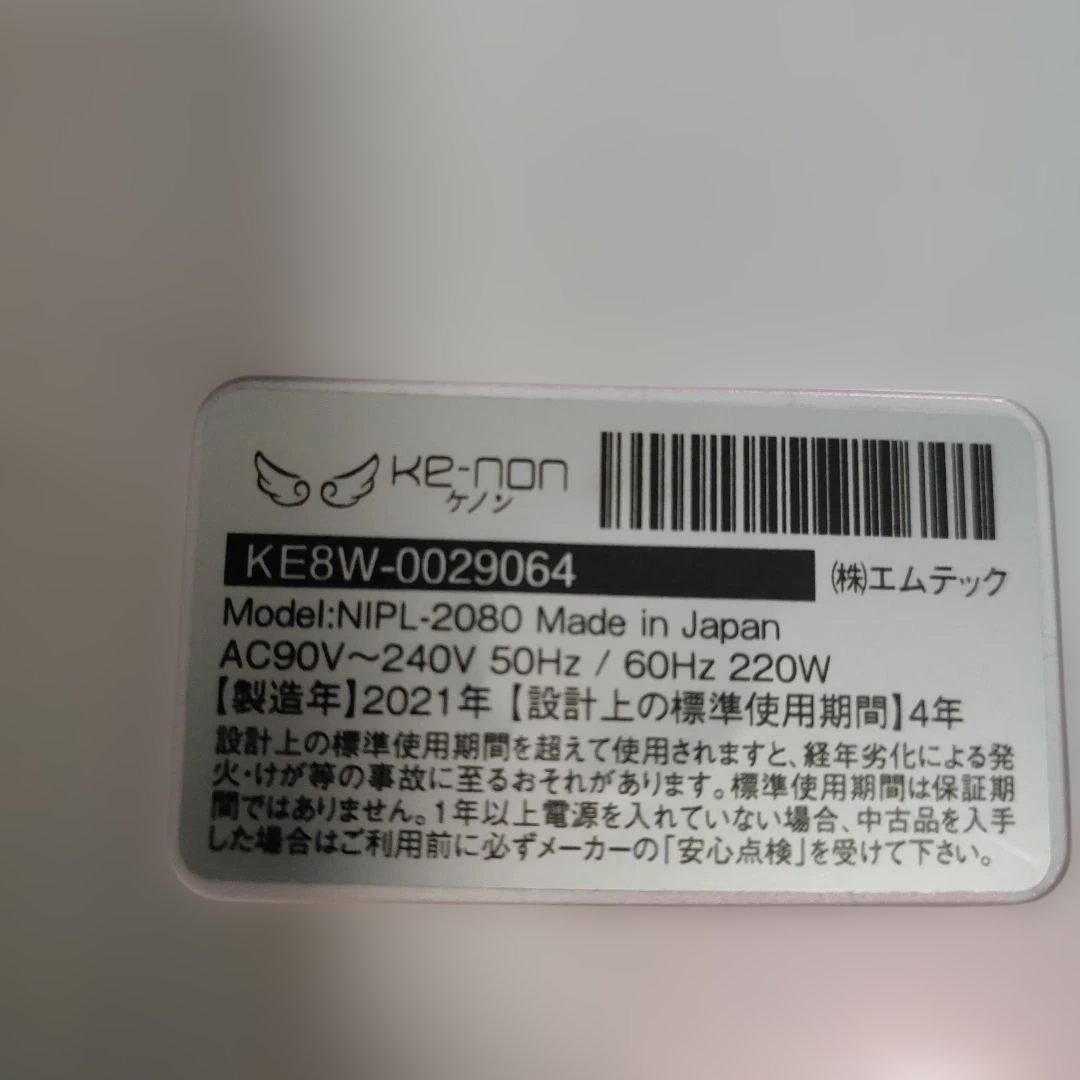 ke-non
ケノン
KE8W-0029064
(株)エムテック
Model:NIPL-2080 Made in Japan
AC90V～240V 50Hz / 60Hz 220W
【製造年】2021年【設計上の標準使用期間】4年
設計上の標準使用期間を超えて使用されますと、経年劣化による発
火・けが等の事故に至るおそれがあります。標準使用期間は保証期
間ではありません。1年以上電源を入れていない場合、中古品を入手
した場合はご利用前に必ずメーカーの「安心点検」を受けて下さい。